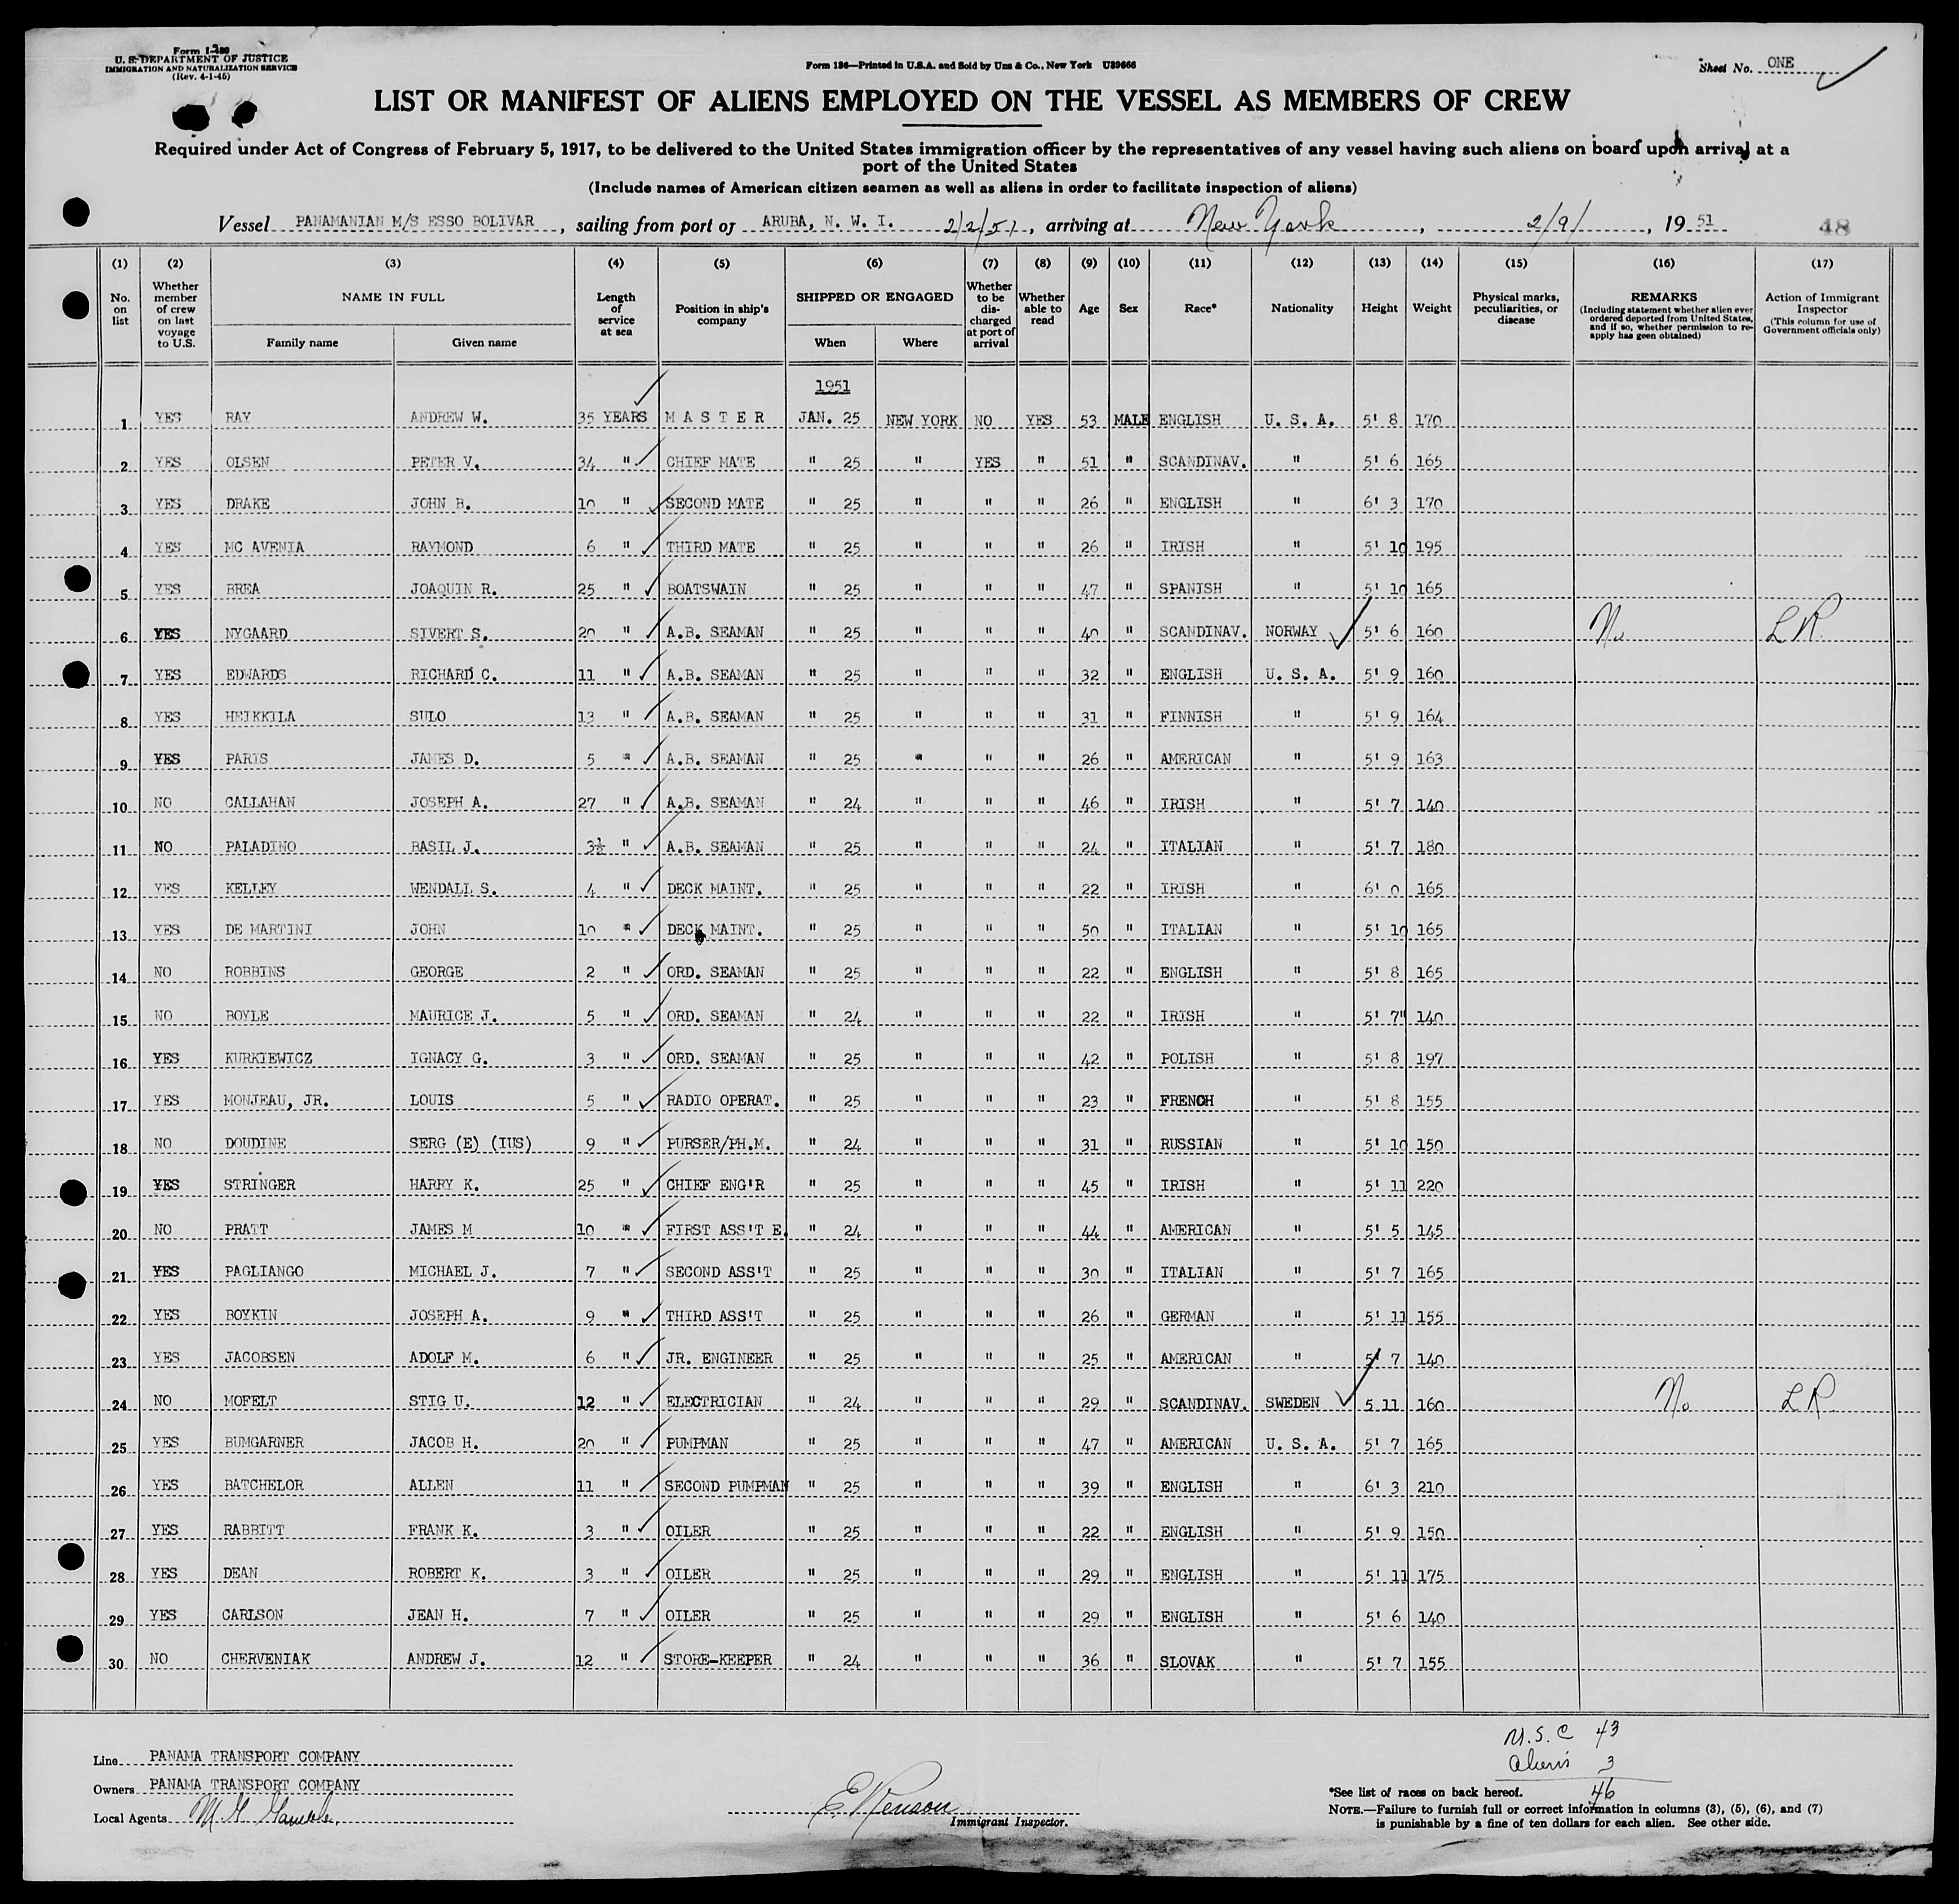 Form I-480
U. S. DEPARTMENT OF JUSTICE
IMMIGRATION AND NATURALIZATION SERVICE
(Rev. 4-1-45)
Form 186—Printed in U.S.A. and Sold by Unz & Co., New York U39666
Sheet No. ONE
LIST OR MANIFEST OF ALIENS EMPLOYED ON THE VESSEL AS MEMBERS OF CREW
Required under Act of Congress of February 5, 1917, to be delivered to the United States immigration officer by the representatives of any vessel having such aliens on board upon arrival at a
port of the United States
(Include names of American citizen seamen as well as aliens in order to facilitate inspection of aliens)
Vessel PANAMANIAN M/S ESSO BOLIVAR, sailing from port of ARUBA, N. W. I. 2/2/51, arriving at New York, 2/9/, 19 51 48
(1) (2) (3) (4) (5) (6) (7) (8) (9) (10) (11) (12) (13) (14) (15) (16) (17)
No. on list
Whether member of crew on last voyage to U.S.
NAME IN FULL
Family name Given name
Length of service at sea
Position in ship's company
SHIPPED OR ENGAGED
When Where
Whether to be discharged at port of arrival
Whether able to read
Age
Sex
Race*
Nationality
Height
Weight
Physical marks, peculiarities, or disease
REMARKS
(Including statement whether alien ever ordered deported from United States, and if so, whether permission to reapply has geen obtained)
Action of Immigrant Inspector
(This column for use of Government officials only)
1951
1 YES RAY ANDREW W. 35 YEARS M A S T E R JAN. 25 NEW YORK NO YES 53 MALE ENGLISH U. S. A. 5' 8 170
2 YES OLSEN PETER V. 34 " CHIEF MATE " 25 " YES " 51 " SCANDINAV. " 5' 6 165
3 YES DRAKE JOHN B. 10 " SECOND MATE " 25 " " " 26 " ENGLISH " 6' 3 170
4 YES MC AVENIA RAYMOND 6 " THIRD MATE " 25 " " " 26 " IRISH " 5' 10 195
5 YES BREA JOAQUIN R. 25 " BOATSWAIN " 25 " " " 47 " SPANISH " 5' 10 165
6 YES NYGAARD SIVERT S. 20 " A.B. SEAMAN " 25 " " " 40 " SCANDINAV. NORWAY 5' 6 160 No LR
7 YES EDWARDS RICHARD C. 11 " A.B. SEAMAN " 25 " " " 32 " ENGLISH U. S. A. 5' 9 160
8 YES HEIKKILA SULO 13 " A.B. SEAMAN " 25 " " " 31 " FINNISH " 5' 9 164
9 YES PARIS JAMES D. 5 " A.B. SEAMAN " 25 " " " 26 " AMERICAN " 5' 9 163
10 NO CALLAHAN JOSEPH A. 27 " A.B. SEAMAN " 24 " " " 46 " IRISH " 5' 7 140
11 NO PALADINO BASIL J. 3½ " A.B. SEAMAN " 25 " " " 24 " ITALIAN " 5' 7 180
12 YES KELLEY WENDALL S. 4 " DECK MAINT. " 25 " " " 22 " IRISH " 6' 0 165
13 YES DE MARTINI JOHN 10 " DECK MAINT. " 25 " " " 50 " ITALIAN " 5' 10 165
14 NO ROBBINS GEORGE 2 " ORD. SEAMAN " 25 " " " 22 " ENGLISH " 5' 8 165
15 NO BOYLE MAURICE J. 5 " ORD. SEAMAN " 24 " " " 22 " IRISH " 5' 7" 140
16 YES KURKIEWICZ IGNACY G. 3 " ORD. SEAMAN " 25 " " " 42 " POLISH " 5' 8 197
17 YES MONJEAU, JR. LOUIS 5 " RADIO OPERAT. " 25 " " " 23 " FRENCH " 5' 8 155
18 NO DOUDINE SERG (E) (IUS) 9 " PURSER/PH.M. " 24 " " " 31 " RUSSIAN " 5' 10 150
19 YES STRINGER HARRY K. 25 " CHIEF ENG'R " 25 " " " 45 " IRISH " 5' 11 220
20 NO PRATT JAMES M 10 " FIRST ASS'T E. " 24 " " " 44 " AMERICAN " 5' 5 145
21 YES PAGLIANGO MICHAEL J. 7 " SECOND ASS'T " 25 " " " 30 " ITALIAN " 5' 7 165
22 YES BOYKIN JOSEPH A. 9 " THIRD ASS'T " 25 " " " 26 " GERMAN " 5' 11 155
23 YES JACOBSEN ADOLF M. 6 " JR. ENGINEER " 25 " " " 25 " AMERICAN " 5' 7 140
24 NO MOFELT STIG U. 12 " ELECTRICIAN " 24 " " " 29 " SCANDINAV. SWEDEN 5 11 160 No LR
25 YES BUMGARNER JACOB H. 20 " PUMPMAN " 25 " " " 47 " AMERICAN U. S. A. 5' 7 165
26 YES BATCHELOR ALLEN 11 " SECOND PUMPMAN " 25 " " " 39 " ENGLISH " 6' 3 210
27 YES RABBITT FRANK K. 3 " OILER " 25 " " " 22 " ENGLISH " 5' 9 150
28 YES DEAN ROBERT K. 3 " OILER " 25 " " " 29 " ENGLISH " 5' 11 175
29 YES CARLSON JEAN H. 7 " OILER " 25 " " " 29 " ENGLISH " 5' 6 140
30 NO CHERVENIAK ANDREW J. 12 " STORE-KEEPER " 24 " " " 36 " SLOVAK " 5' 7 155
U.S.C 43
Aliens 3
46
Line PANAMA TRANSPORT COMPANY
Owners PANAMA TRANSPORT COMPANY
Local Agents
Immigrant Inspector.
*See list of races on back hereof.
NOTE.—Failure to furnish full or correct information in columns (3), (5), (6), and (7)
is punishable by a fine of ten dollars for each alien. See other side.